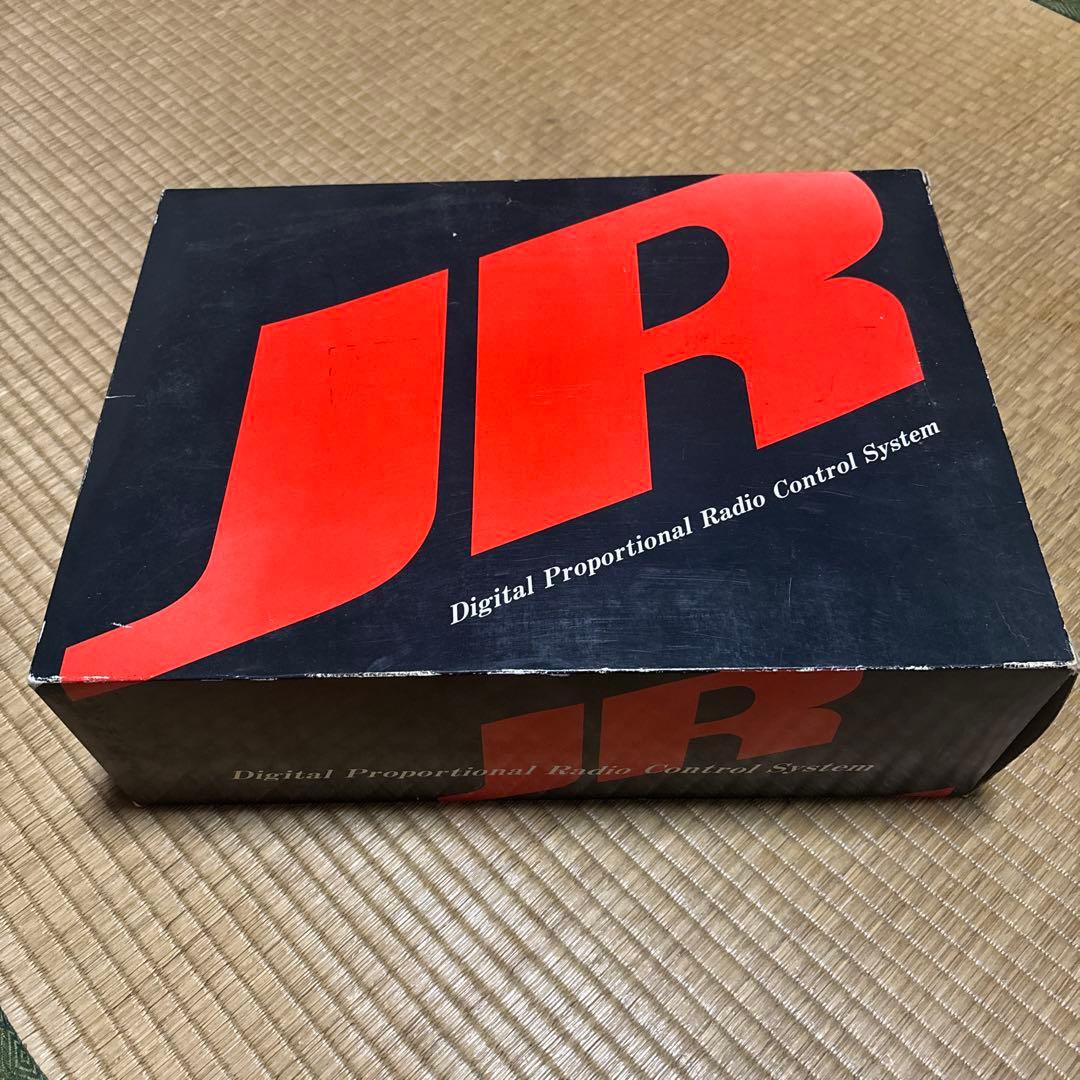 JR
Digital Proportional Radio Control System
JR
Digital Proportional Radio Control System